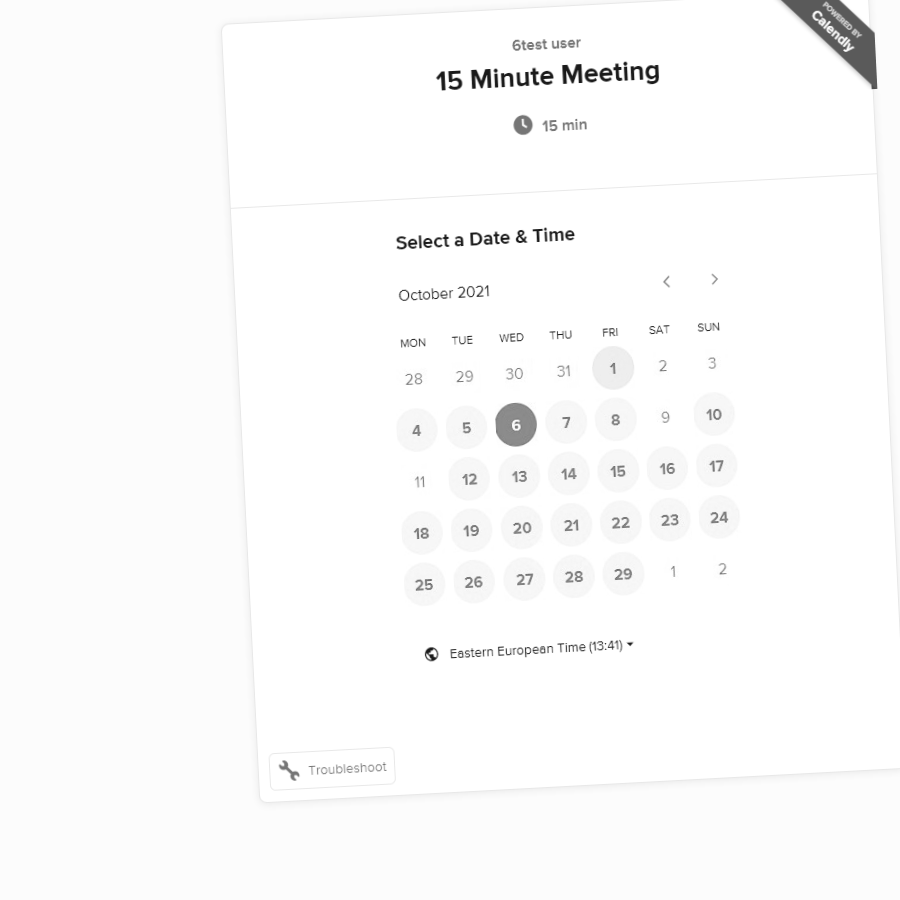 POWERED BY
Calendly
6test user
15 Minute Meeting
15 min
Select a Date & Time
October 2021
MON TUE WED THU FRI SAT SUN
28 29 30 31 1 2 3
4 5 6 7 8 9 10
11 12 13 14 15 16 17
18 19 20 21 22 23 24
25 26 27 28 29 1 2
Eastern European Time (13:41)
Troubleshoot